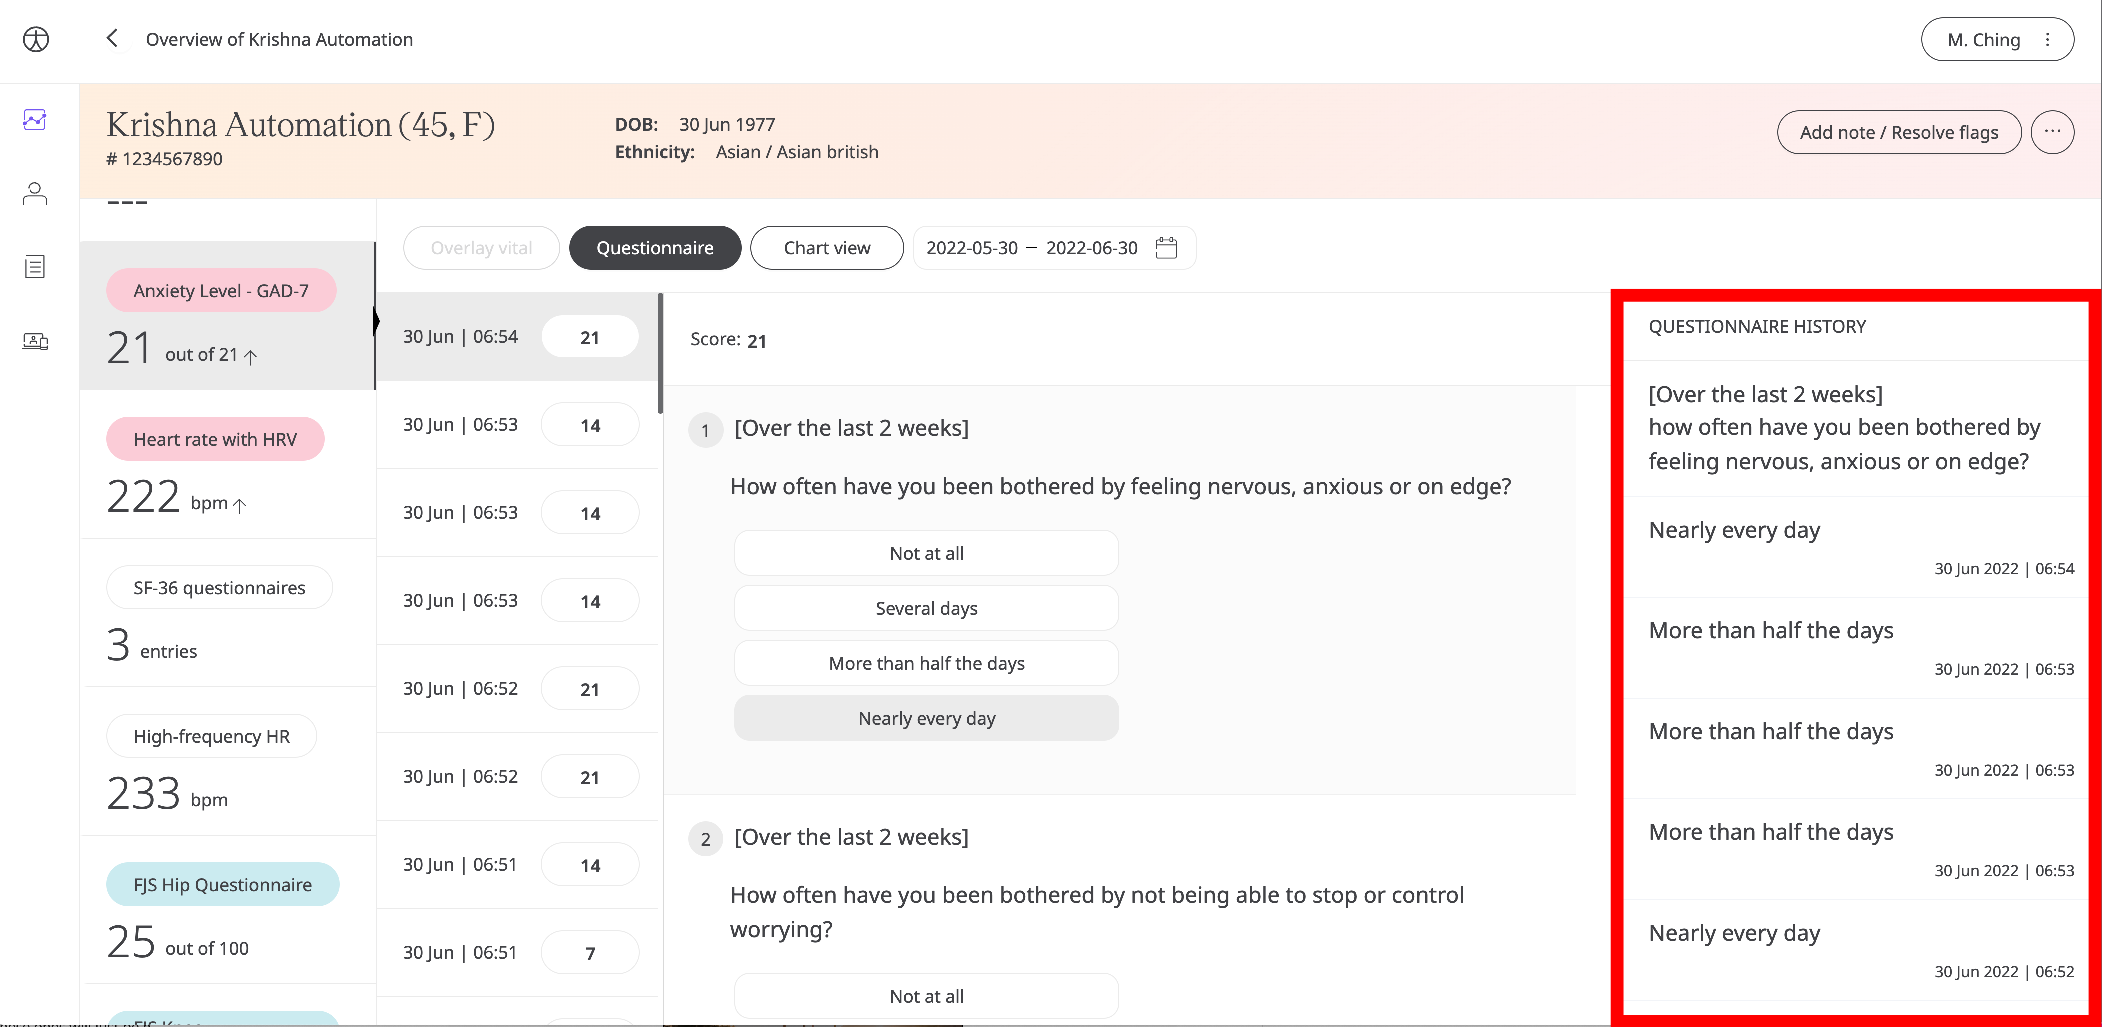 Overview of Krishna Automation
M. Ching
Krishna Automation (45, F)
# 1234567890
DOB: 30 Jun 1977
Ethnicity: Asian / Asian british
Add note / Resolve flags
Anxiety Level - GAD-7
21 out of 21 ↑
Heart rate with HRV
222 bpm ↑
SF-36 questionnaires
3 entries
High-frequency HR
233 bpm
FJS Hip Questionnaire
25 out of 100
Overlay vital
Questionnaire
Chart view
2022-05-30 – 2022-06-30
30 Jun | 06:54 21
30 Jun | 06:53 14
30 Jun | 06:53 14
30 Jun | 06:53 14
30 Jun | 06:52 21
30 Jun | 06:52 21
30 Jun | 06:51 14
30 Jun | 06:51 7
Score: 21
1 [Over the last 2 weeks]
How often have you been bothered by feeling nervous, anxious or on edge?
Not at all
Several days
More than half the days
Nearly every day
2 [Over the last 2 weeks]
How often have you been bothered by not being able to stop or control
worrying?
Not at all
QUESTIONNAIRE HISTORY
[Over the last 2 weeks]
how often have you been bothered by
feeling nervous, anxious or on edge?
Nearly every day
30 Jun 2022 | 06:54
More than half the days
30 Jun 2022 | 06:53
More than half the days
30 Jun 2022 | 06:53
More than half the days
30 Jun 2022 | 06:53
Nearly every day
30 Jun 2022 | 06:52